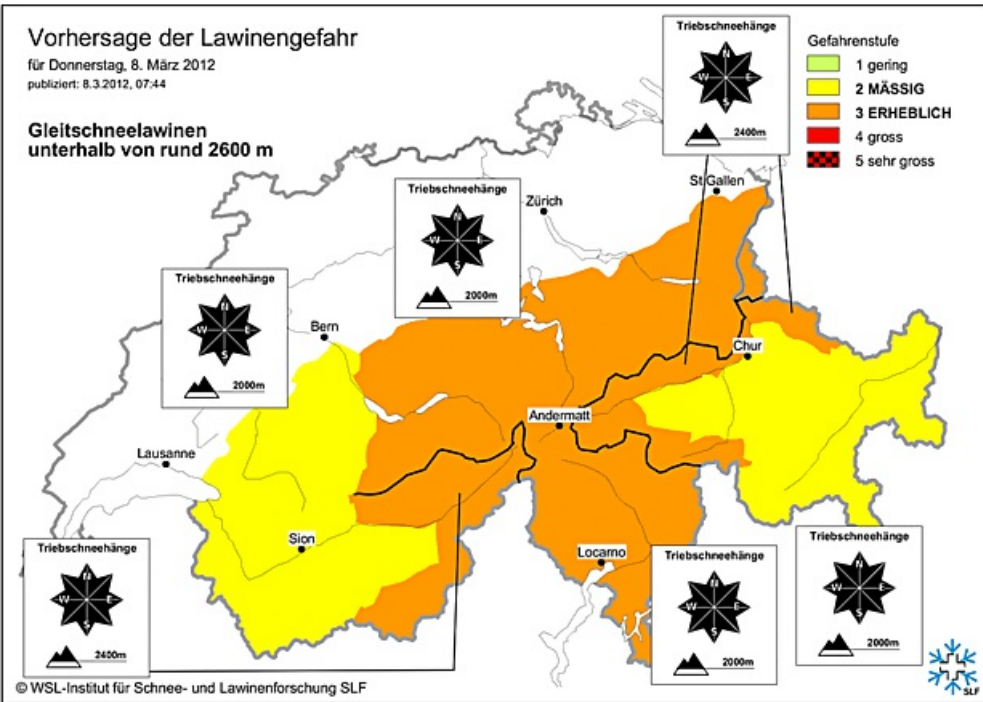 Vorhersage der Lawinengefahr
für Donnerstag, 8. März 2012
publiziert: 8.3.2012, 07:44
Gleitschneelawinen
unterhalb von rund 2600 m
Triebschneehänge
N
W E
S
2400m
Gefahrenstufe
1 gering
2 MÄSSIG
3 ERHEBLICH
4 gross
5 sehr gross
St.Gallen
Zürich
Triebschneehänge
N
W E
S
2000m
Triebschneehänge
N
W E
S
2000m
Bern
Chur
Andermatt
Lausanne
Sion
Locarno
Triebschneehänge
N
W E
S
2400m
Triebschneehänge
N
W E
S
2000m
Triebschneehänge
N
W E
S
2000m
© WSL-Institut für Schnee- und Lawinenforschung SLF
SLF